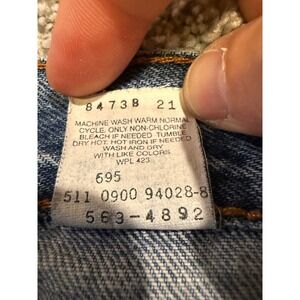 8473B 21
MACHINE WASH WARM NORMAL
CYCLE. ONLY NON-CHLORINE
BLEACH IF NEEDED. TUMBLE
DRY HOT. HOT IRON IF NEEDED
WASH AND DRY
WITH LIKE COLORS
WPL 423
695
511 0900 94028-8
563-4892